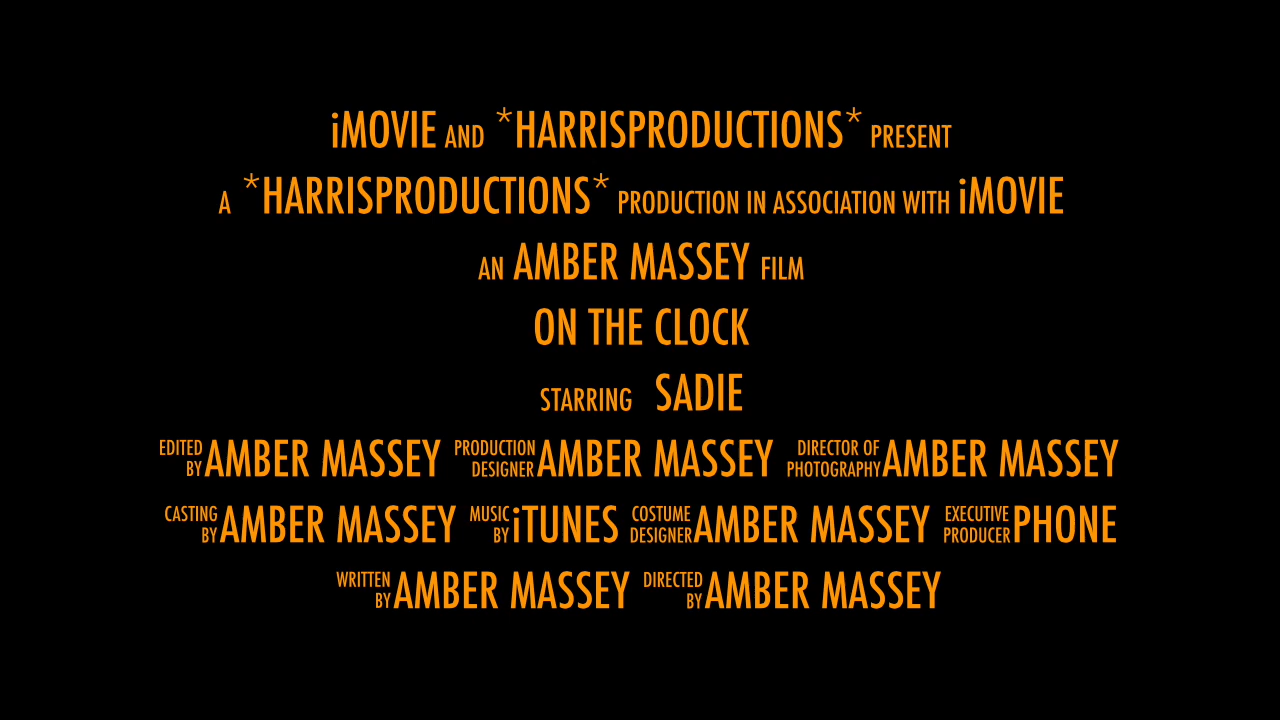 iMOVIE AND *HARRISPRODUCTIONS* PRESENT
A *HARRISPRODUCTIONS* PRODUCTION IN ASSOCIATION WITH iMOVIE
AN AMBER MASSEY FILM
ON THE CLOCK
STARRING SADIE
EDITED BY AMBER MASSEY PRODUCTION DESIGNER AMBER MASSEY DIRECTOR OF PHOTOGRAPHY AMBER MASSEY
CASTING BY AMBER MASSEY MUSIC BY iTUNES COSTUME DESIGNER AMBER MASSEY EXECUTIVE PRODUCER PHONE
WRITTEN BY AMBER MASSEY DIRECTED BY AMBER MASSEY